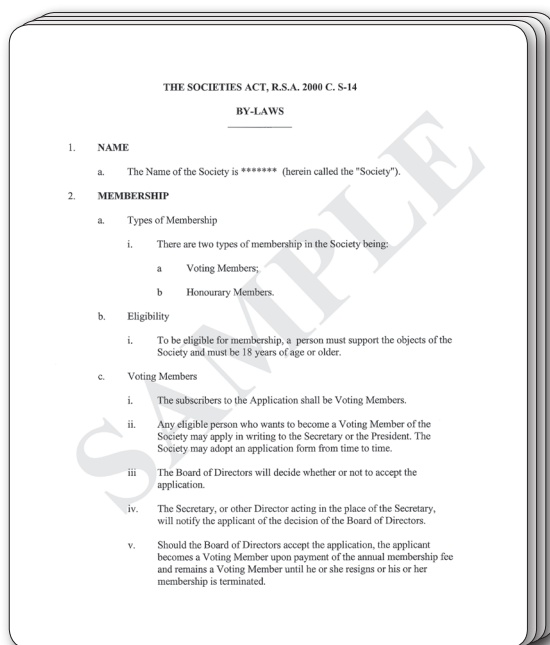 THE SOCIETIES ACT, R.S.A. 2000 C. S-14
BY-LAWS
1. NAME
a. The Name of the Society is ******* (herein called the "Society").
2. MEMBERSHIP
a. Types of Membership
i. There are two types of membership in the Society being:
a Voting Members;
b Honourary Members.
b. Eligibility
i. To be eligible for membership, a person must support the objects of the
Society and must be 18 years of age or older.
c. Voting Members
i. The subscribers to the Application shall be Voting Members.
ii. Any eligible person who wants to become a Voting Member of the
Society may apply in writing to the Secretary or the President. The
Society may adopt an application form from time to time.
iii The Board of Directors will decide whether or not to accept the
application.
iv. The Secretary, or other Director acting in the place of the Secretary,
will notify the applicant of the decision of the Board of Directors.
v. Should the Board of Directors accept the application, the applicant
becomes a Voting Member upon payment of the annual membership fee
and remains a Voting Member until he or she resigns or his or her
membership is terminated.
SAMPLE